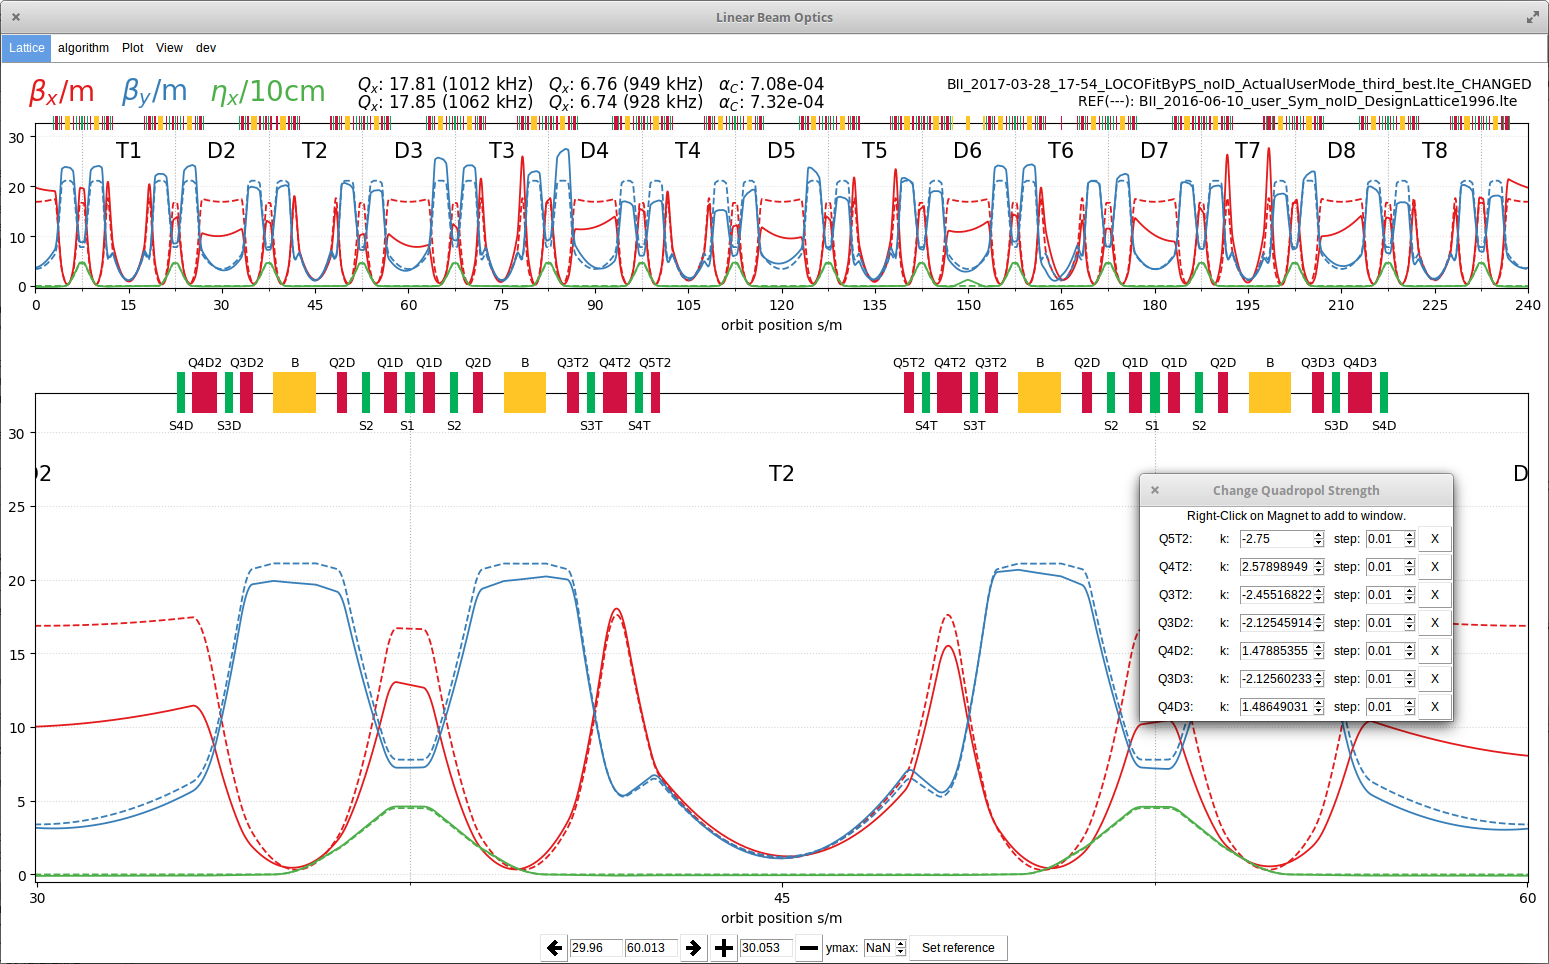 Linear Beam Optics
Lattice algorithm Plot View dev
βx/m βy/m ηx/10cm
Qx: 17.81 (1012 kHz) Qx: 6.76 (949 kHz) αC: 7.08e-04
Qx: 17.85 (1062 kHz) Qx: 6.74 (928 kHz) αC: 7.32e-04
BII_2017-03-28_17-54_LOCOFitByPS_noID_ActualUserMode_third_best.lte_CHANGED
REF(---): BII_2016-06-10_user_Sym_noID_DesignLattice1996.lte
T1 D2 T2 D3 T3 D4 T4 D5 T5 D6 T6 D7 T7 D8 T8
30
20
10
0
0 15 30 45 60 75 90 105 120 135 150 165 180 195 210 225 240
orbit position s/m
Q4D2 Q3D2 B Q2D Q1D Q1D Q2D B Q3T2 Q4T2 Q5T2 Q5T2 Q4T2 Q3T2 B Q2D Q1D Q1D Q2D B Q3D3 Q4D3
S4D S3D S2 S1 S2 S3T S4T S4T S3T S2 S1 S2 S3D S4D
30
25
20
15
10
5
0
D2 T2 D
30 45 60
orbit position s/m
Change Quadropol Strength
Right-Click on Magnet to add to window.
Q5T2: k: -2.75 step: 0.01 X
Q4T2: k: 2.57898949 step: 0.01 X
Q3T2: k: -2.45516822 step: 0.01 X
Q3D2: k: -2.12545914 step: 0.01 X
Q4D2: k: 1.47885355 step: 0.01 X
Q3D3: k: -2.12560233 step: 0.01 X
Q4D3: k: 1.48649031 step: 0.01 X
29.96 60.013 30.053 ymax: NaN Set reference